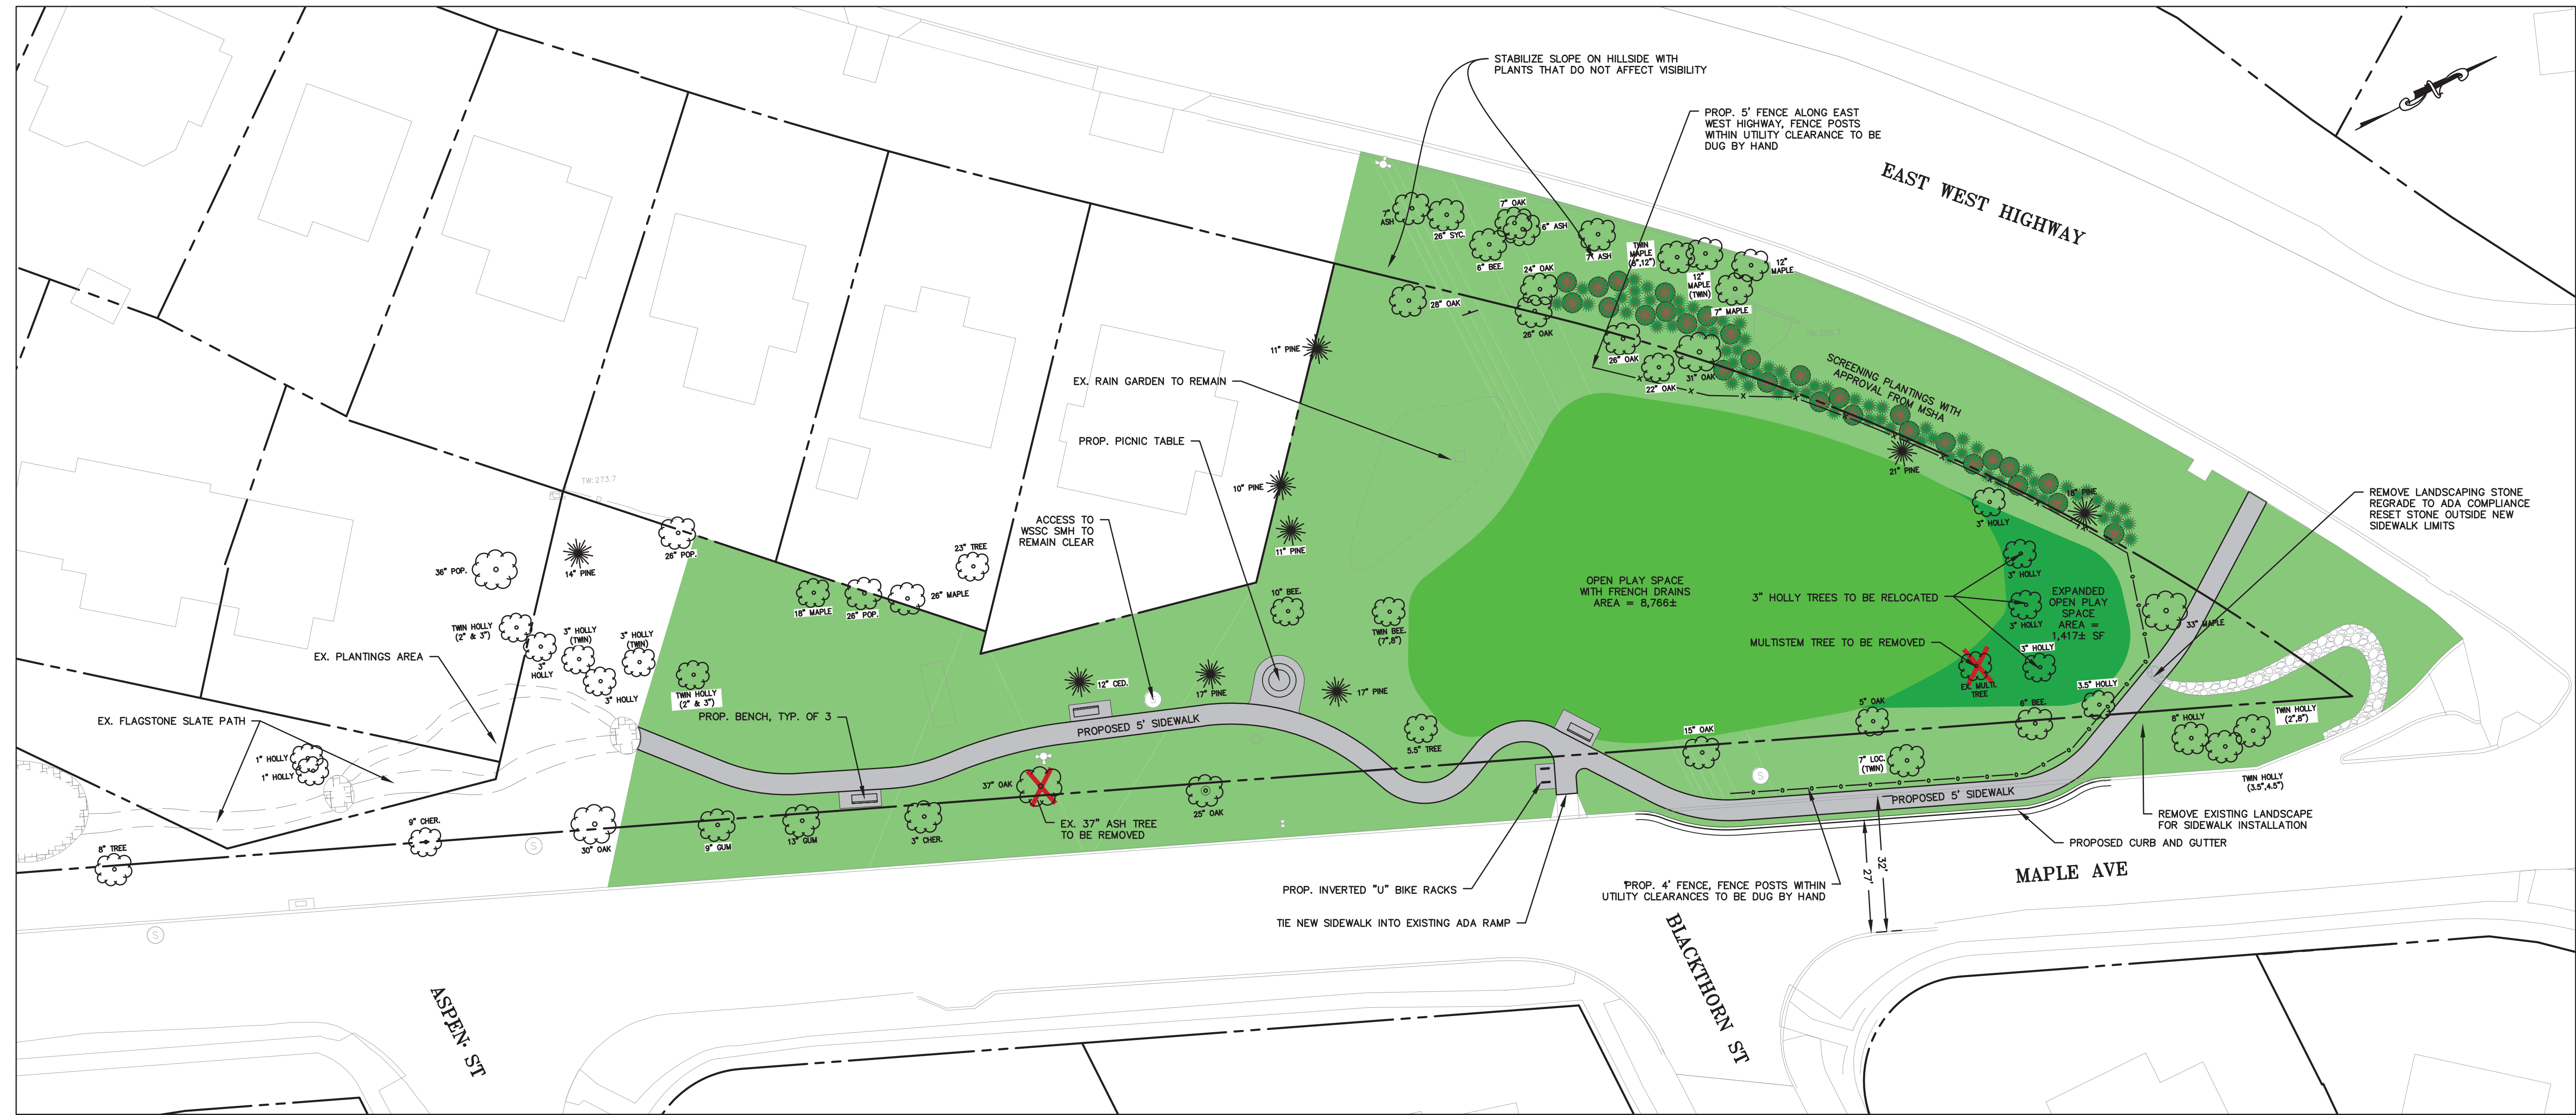 STABILIZE SLOPE ON HILLSIDE WITH
PLANTS THAT DO NOT AFFECT VISIBILITY
PROP. 5' FENCE ALONG EAST
WEST HIGHWAY, FENCE POSTS
WITHIN UTILITY CLEARANCE TO BE
DUG BY HAND
EAST WEST HIGHWAY
7"
ASH
26" SYC.
7" OAK
6" ASH
6" BEE.
7" ASH
TWIN
MAPLE
(8",12")
12"
MAPLE
(TWIN)
12"
MAPLE
7" MAPLE
24" OAK
28" OAK
26" OAK
26" OAK
22" OAK
31" OAK
11" PINE
EX. RAIN GARDEN TO REMAIN
SCREENING PLANTINGS WITH
APPROVAL FROM MSHA
PROP. PICNIC TABLE
21" PINE
10" PINE
18" PINE
TW: 273.7
ACCESS TO
WSSC SMH TO
REMAIN CLEAR
11" PINE
3" HOLLY
REMOVE LANDSCAPING STONE
REGRADE TO ADA COMPLIANCE
RESET STONE OUTSIDE NEW
SIDEWALK LIMITS
26" POP.
23" TREE
36" POP.
14" PINE
18" MAPLE
26" POP.
26" MAPLE
10" BEE.
TWIN BEE.
(7",8")
OPEN PLAY SPACE
WITH FRENCH DRAINS
AREA = 8,766±
3" HOLLY
3" HOLLY TREES TO BE RELOCATED
3" HOLLY
EXPANDED
OPEN PLAY
SPACE
AREA =
1,417± SF
33" MAPLE
MULTISTEM TREE TO BE REMOVED
3" HOLLY
EX. MULTI.
TREE
TWIN HOLLY
(2" & 3")
3"
HOLLY
3" HOLLY
(TWIN)
3" HOLLY
(TWIN)
3" HOLLY
TWIN HOLLY
(2" & 3")
EX. PLANTINGS AREA
12" CED.
S
17" PINE
17" PINE
3.5" HOLLY
5" OAK
6" BEE.
8" HOLLY
TWIN HOLLY
(2",8")
TWIN HOLLY
(3.5",4.5")
EX. FLAGSTONE SLATE PATH
PROP. BENCH, TYP. OF 3
PROPOSED 5' SIDEWALK
5.5" TREE
15" OAK
7" LOC.
(TWIN)
S
1" HOLLY
1" HOLLY
37" OAK
EX. 37" ASH TREE
TO BE REMOVED
25" OAK
PROPOSED 5' SIDEWALK
REMOVE EXISTING LANDSCAPE
FOR SIDEWALK INSTALLATION
PROPOSED CURB AND GUTTER
8" TREE
9" CHER.
S
30" OAK
9" GUM
13" GUM
3" CHER.
PROP. INVERTED "U" BIKE RACKS
TIE NEW SIDEWALK INTO EXISTING ADA RAMP
PROP. 4' FENCE, FENCE POSTS WITHIN
UTILITY CLEARANCES TO BE DUG BY HAND
27'
32'
MAPLE AVE
S
ASPEN ST
BLACKTHORN ST